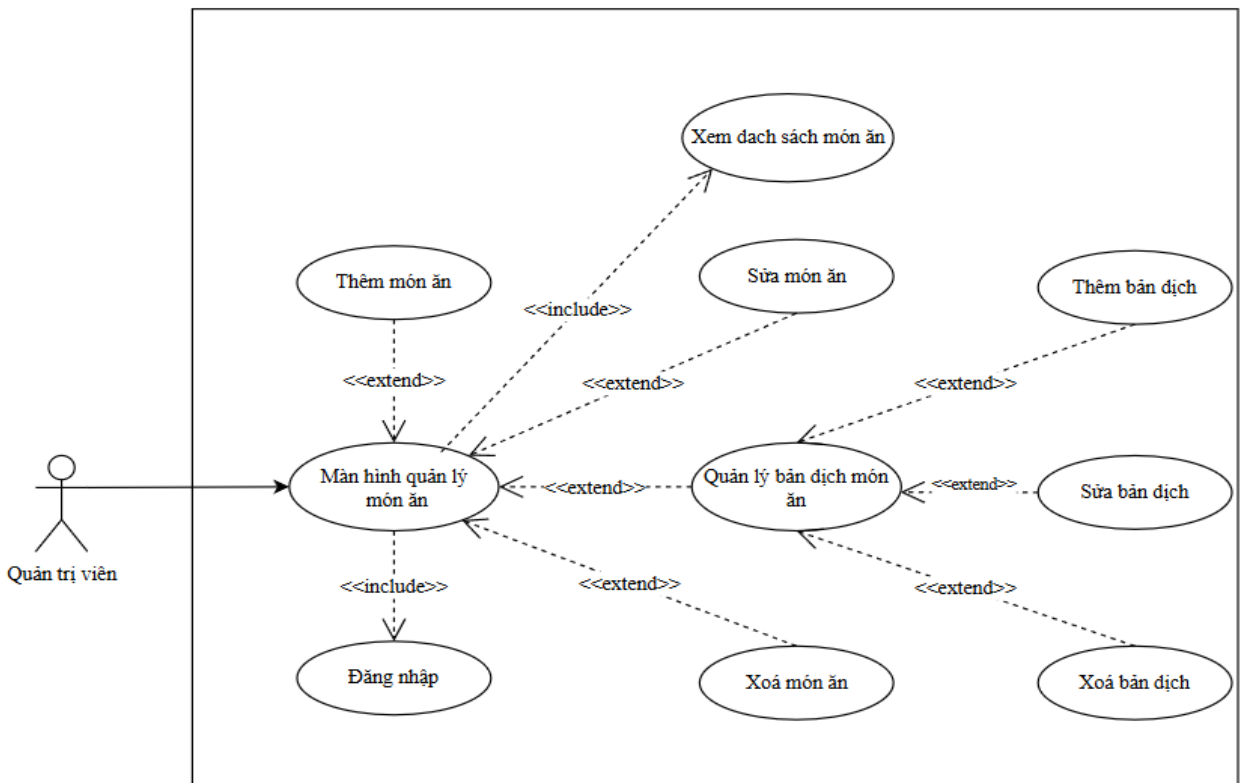 Xem dach sách món ăn
Thêm món ăn
Sửa món ăn
Thêm bản dịch
<<include>>
<<extend>>
<<extend>>
<<extend>>
Màn hình quản lý
món ăn
<<extend>>
Quản lý bản dịch món
ăn
<<extend>>
Sửa bản dịch
Quản trị viên
<<include>>
<<extend>>
<<extend>>
Đăng nhập
Xoá món ăn
Xoá bản dịch